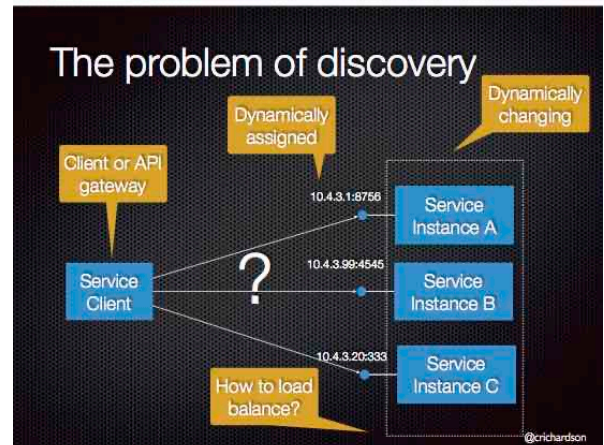 The problem of discovery
Dynamically
changing
Dynamically
assigned
Client or API
gateway
10.4.3.1:8756
Service
Instance A
Service
Client
?
10.4.3.99:4545
Service
Instance B
10.4.3.20:333
Service
Instance C
How to load
balance?
@crichardson